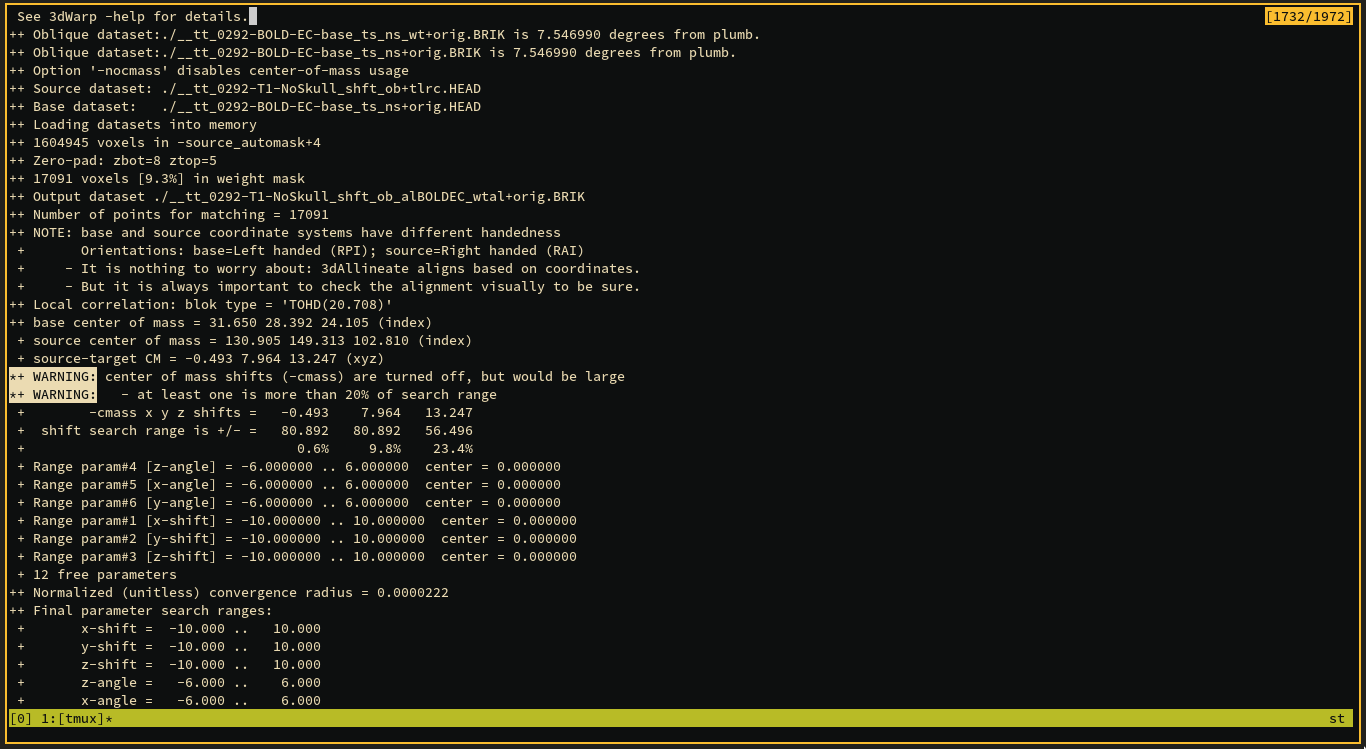 See 3dWarp -help for details. [1732/1972]
++ Oblique dataset:./__tt_0292-BOLD-EC-base_ts_ns_wt+orig.BRIK is 7.546990 degrees from plumb.
++ Oblique dataset:./__tt_0292-BOLD-EC-base_ts_ns+orig.BRIK is 7.546990 degrees from plumb.
++ Option '-nocmass' disables center-of-mass usage
++ Source dataset: ./__tt_0292-T1-NoSkull_shft_ob+tlrc.HEAD
++ Base dataset:   ./__tt_0292-BOLD-EC-base_ts_ns+orig.HEAD
++ Loading datasets into memory
++ 1604945 voxels in -source_automask+4
++ Zero-pad: zbot=8 ztop=5
++ 17091 voxels [9.3%] in weight mask
++ Output dataset ./__tt_0292-T1-NoSkull_shft_ob_alBOLDEC_wtal+orig.BRIK
++ Number of points for matching = 17091
++ NOTE: base and source coordinate systems have different handedness
 +       Orientations: base=Left handed (RPI); source=Right handed (RAI)
 +     - It is nothing to worry about: 3dAllineate aligns based on coordinates.
 +     - But it is always important to check the alignment visually to be sure.
++ Local correlation: blok type = 'TOHD(20.708)'
++ base center of mass = 31.650 28.392 24.105 (index)
 + source center of mass = 130.905 149.313 102.810 (index)
 + source-target CM = -0.493 7.964 13.247 (xyz)
*+ WARNING: center of mass shifts (-cmass) are turned off, but would be large
*+ WARNING:   - at least one is more than 20% of search range
 +        -cmass x y z shifts =   -0.493    7.964   13.247
 +  shift search range is +/- =   80.892   80.892   56.496
 +                                  0.6%     9.8%    23.4%
 + Range param#4 [z-angle] = -6.000000 .. 6.000000  center = 0.000000
 + Range param#5 [x-angle] = -6.000000 .. 6.000000  center = 0.000000
 + Range param#6 [y-angle] = -6.000000 .. 6.000000  center = 0.000000
 + Range param#1 [x-shift] = -10.000000 .. 10.000000  center = 0.000000
 + Range param#2 [y-shift] = -10.000000 .. 10.000000  center = 0.000000
 + Range param#3 [z-shift] = -10.000000 .. 10.000000  center = 0.000000
 + 12 free parameters
++ Normalized (unitless) convergence radius = 0.0000222
++ Final parameter search ranges:
 +       x-shift =  -10.000 ..   10.000
 +       y-shift =  -10.000 ..   10.000
 +       z-shift =  -10.000 ..   10.000
 +       z-angle =   -6.000 ..    6.000
 +       x-angle =   -6.000 ..    6.000
[0] 1:[tmux]* st